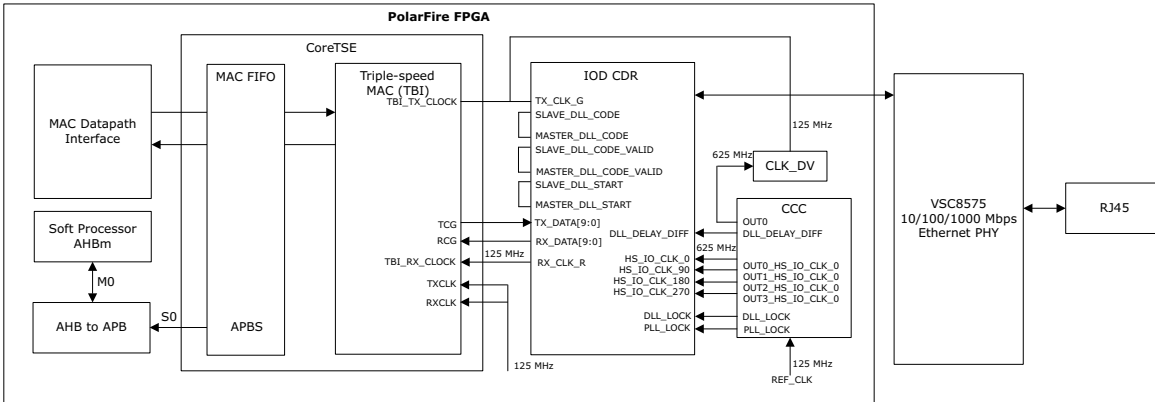 PolarFire FPGA
CoreTSE
MAC Datapath
Interface
Soft Processor
AHBm
M0
AHB to APB
S0
MAC FIFO
APBS
Triple-speed
MAC (TBI)
TBI_TX_CLOCK
TCG
RCG
TBI_RX_CLOCK
TXCLK
RXCLK
125 MHz
125 MHz
IOD CDR
TX_CLK_G
SLAVE_DLL_CODE
MASTER_DLL_CODE
SLAVE_DLL_CODE_VALID
MASTER_DLL_CODE_VALID
SLAVE_DLL_START
MASTER_DLL_START
TX_DATA[9:0]
DLL_DELAY_DIFF
RX_DATA[9:0]
HS_IO_CLK_0
RX_CLK_R
HS_IO_CLK_90
HS_IO_CLK_180
HS_IO_CLK_270
DLL_LOCK
PLL_LOCK
125 MHz
625 MHz
CLK_DV
CCC
OUT0
DLL_DELAY_DIFF
625 MHz
OUT0_HS_IO_CLK_0
OUT1_HS_IO_CLK_0
OUT2_HS_IO_CLK_0
OUT3_HS_IO_CLK_0
DLL_LOCK
PLL_LOCK
125 MHz
REF_CLK
VSC8575
10/100/1000 Mbps
Ethernet PHY
RJ45